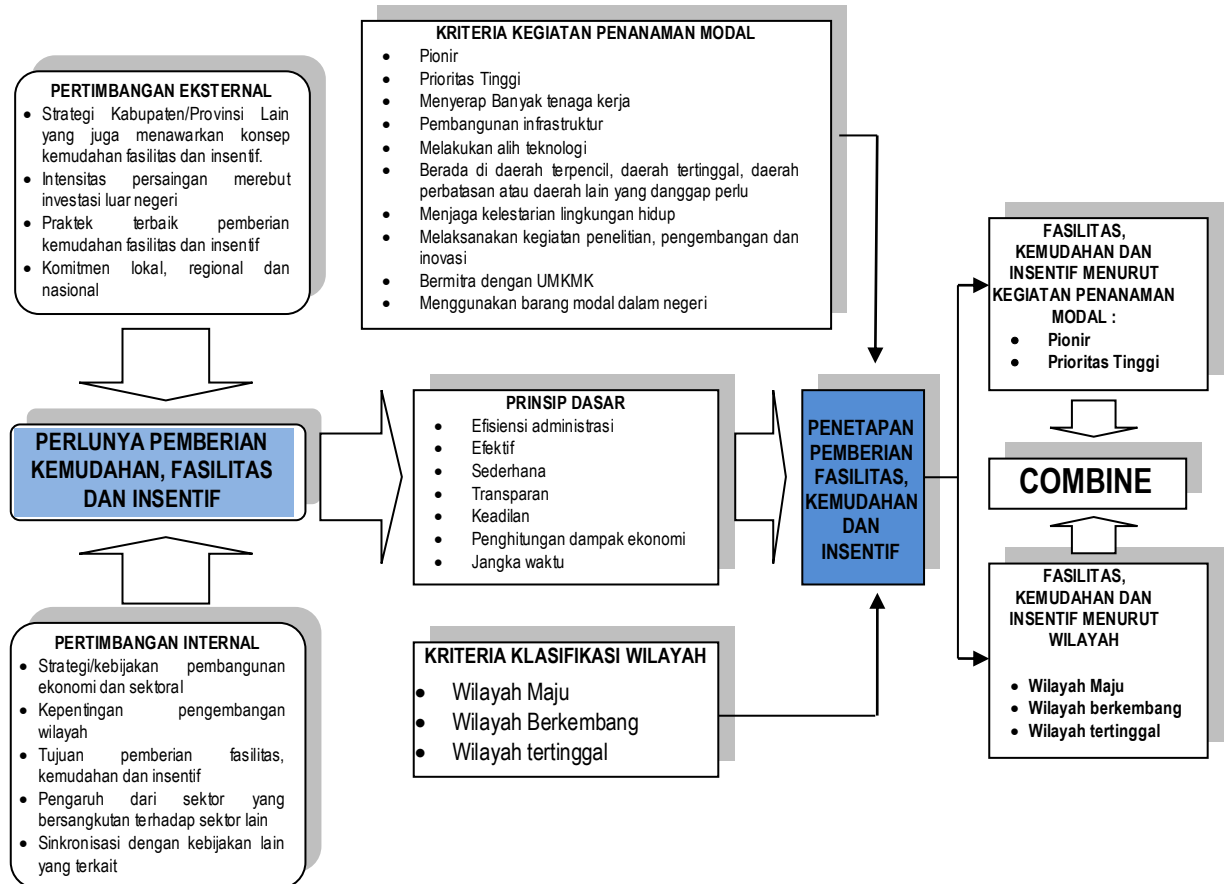 PERTIMBANGAN EKSTERNAL
• Strategi Kabupaten/Provinsi Lain
yang juga menawarkan konsep
kemudahan fasilitas dan insentif.
• Intensitas persaingan merebut
investasi luar negeri
• Praktek terbaik pemberian
kemudahan fasilitas dan insentif
• Komitmen lokal, regional dan
nasional
KRITERIA KEGIATAN PENANAMAN MODAL
• Pionir
• Prioritas Tinggi
• Menyerap Banyak tenaga kerja
• Pembangunan infrastruktur
• Melakukan alih teknologi
• Berada di daerah terpencil, daerah tertinggal, daerah
perbatasan atau daerah lain yang danggap perlu
• Menjaga kelestarian lingkungan hidup
• Melaksanakan kegiatan penelitian, pengembangan dan
inovasi
• Bermitra dengan UMKMK
• Menggunakan barang modal dalam negeri
PERLUNYA PEMBERIAN
KEMUDAHAN, FASILITAS
DAN INSENTIF
PRINSIP DASAR
• Efisiensi administrasi
• Efektif
• Sederhana
• Transparan
• Keadilan
• Penghitungan dampak ekonomi
• Jangka waktu
PENETAPAN
PEMBERIAN
FASILITAS,
KEMUDAHAN
DAN
INSENTIF
FASILITAS,
KEMUDAHAN DAN
INSENTIF MENURUT
KEGIATAN PENANAMAN
MODAL :
• Pionir
• Prioritas Tinggi
COMBINE
FASILITAS,
KEMUDAHAN DAN
INSENTIF MENURUT
WILAYAH
• Wilayah Maju
• Wilayah berkembang
• Wilayah tertinggal
PERTIMBANGAN INTERNAL
• Strategi/kebijakan pembangunan
ekonomi dan sektoral
• Kepentingan pengembangan
wilayah
• Tujuan pemberian fasilitas,
kemudahan dan insentif
• Pengaruh dari sektor yang
bersangkutan terhadap sektor lain
• Sinkronisasi dengan kebijakan lain
yang terkait
KRITERIA KLASIFIKASI WILAYAH
• Wilayah Maju
• Wilayah Berkembang
• Wilayah tertinggal